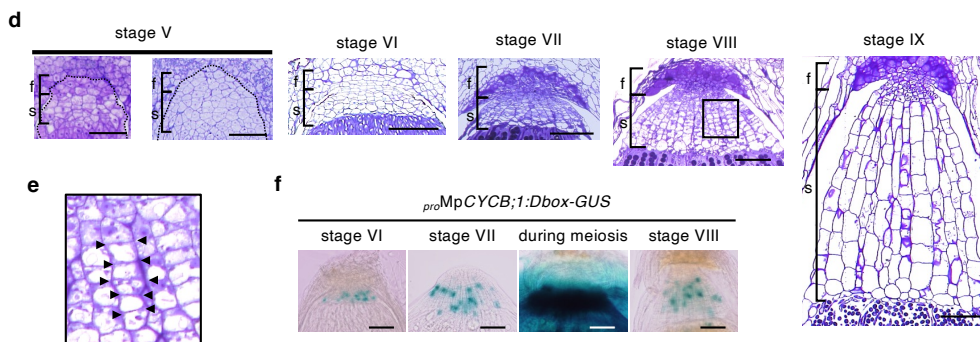 d
stage V
stage VI
stage VII
stage VIII
stage IX
f
s
f
s
f
s
f
s
f
s
f
s
e
f
proMpCYCB;1:Dbox-GUS
stage VI
stage VII
during meiosis
stage VIII